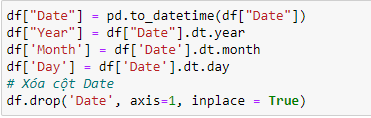 df["Date"] = pd.to_datetime(df["Date"])
df["Year"] = df["Date"].dt.year
df['Month'] = df['Date'].dt.month
df['Day'] = df['Date'].dt.day
# Xóa cột Date
df.drop('Date', axis=1, inplace = True)